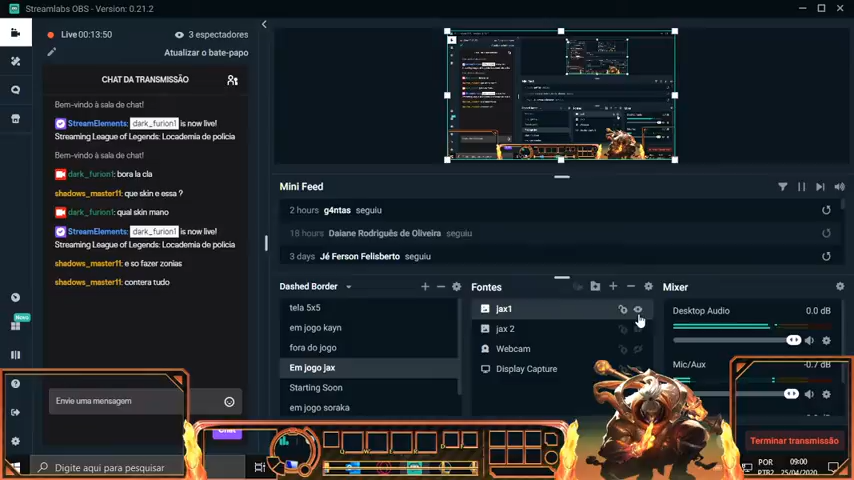 Streamlabs OBS - Version: 0.21.2
Live 00:13:50
3 espectadores
Atualizar o bate-papo
CHAT DA TRANSMISSÃO
Bem-vindo à sala de chat!
StreamElements: dark_furion1 is now live!
Streaming League of Legends: Locademia de policia
Bem-vindo à sala de chat!
dark_furion1: bora la cla
shadows_master11: que skin e essa ?
dark_furion1: qual skin mano
StreamElements: dark_furion1 is now live!
Streaming League of Legends: Locademia de policia
shadows_master11: e so fazer zonias
shadows_master11: contera tudo
Envie uma mensagem
Chat
Novo
Mini Feed
2 hours g4ntas seguiu
18 hours Daiane Rodriguês de Oliveira seguiu
3 days Jé Ferson Felisberto seguiu
Dashed Border
tela 5x5
em jogo kayn
fora do jogo
Em jogo jax
Starting Soon
em jogo soraka
Fontes
jax1
jax 2
Webcam
Display Capture
Mixer
Desktop Audio 0.0 dB
Mic/Aux -0.7 dB
Terminar transmissão
Digite aqui para pesquisar
POR
PTB2
09:00
25/04/2020